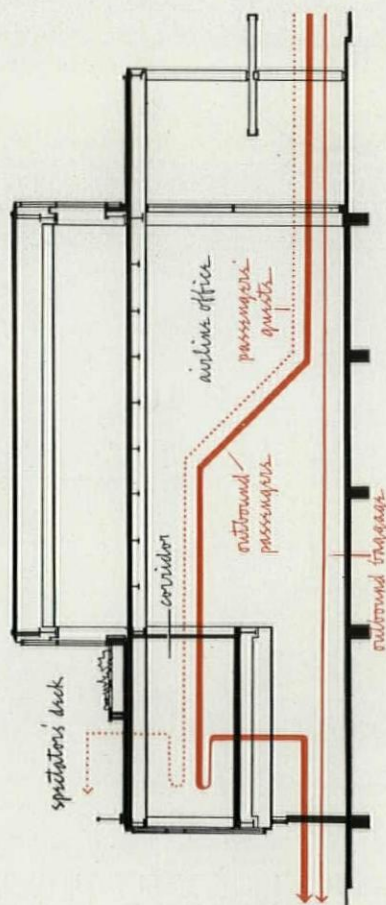 spectators' deck
corridor
airline office
outbound
passengers
passengers'
guests
outbound baggage